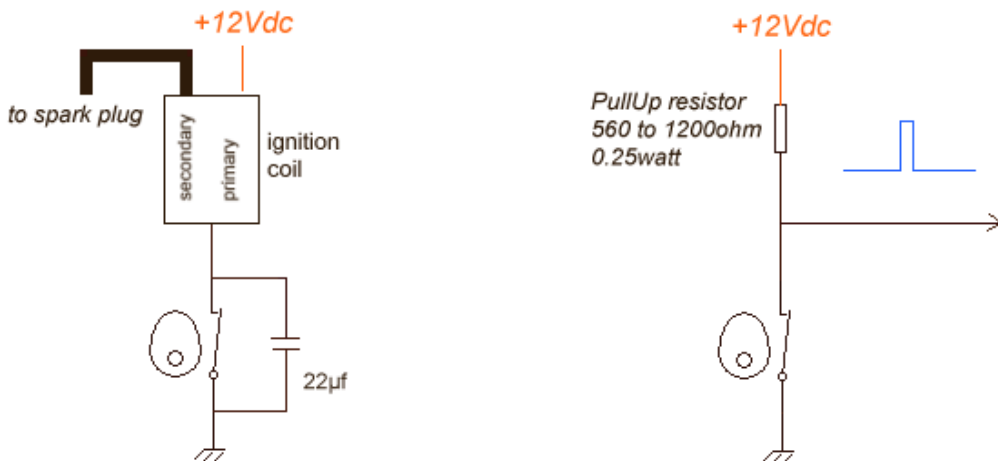 +12Vdc
to spark plug
secondary
primary
ignition
coil
22µf
+12Vdc
PullUp resistor
560 to 1200ohm
0.25watt